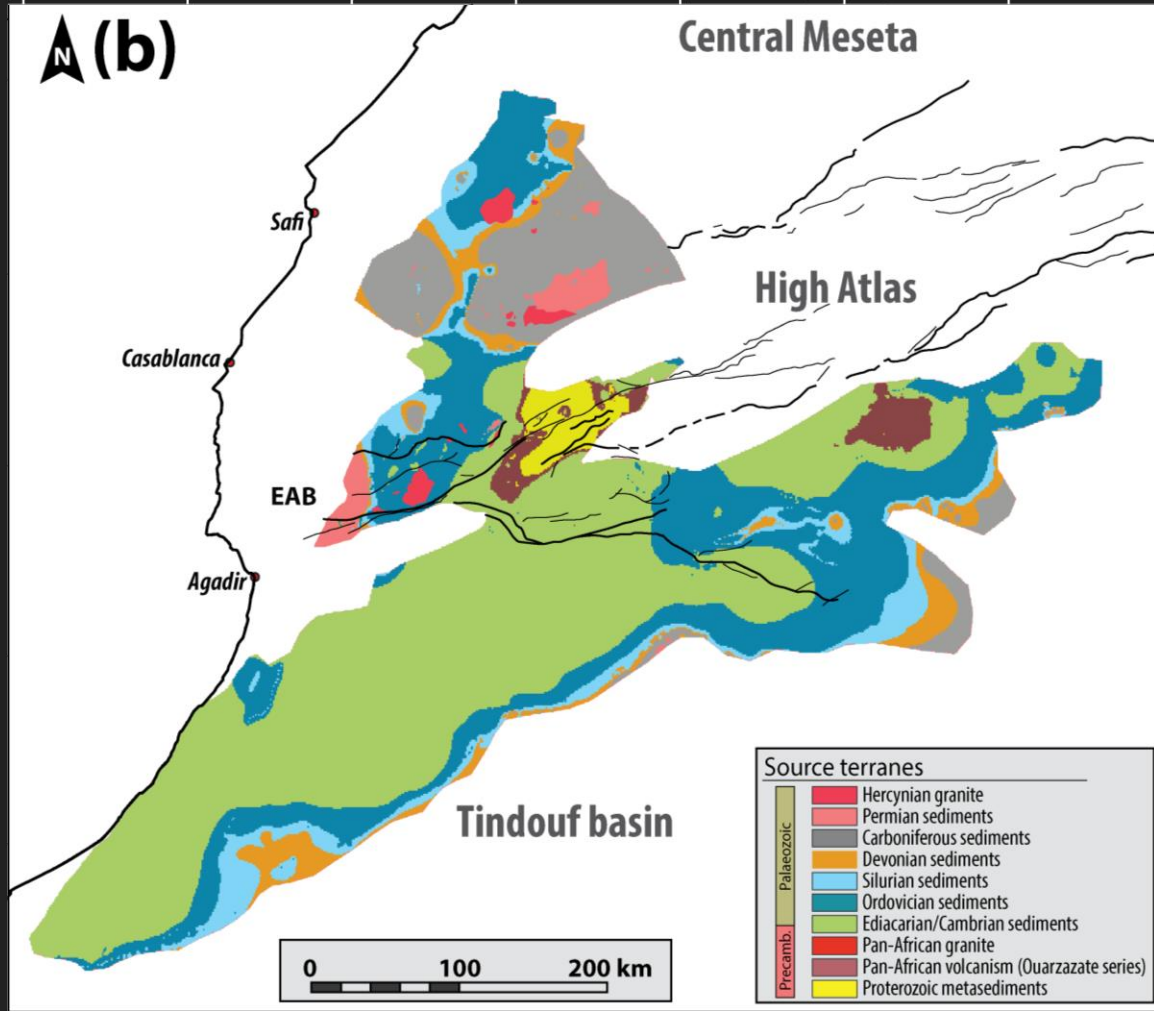 N (b)
Central Meseta
Safi
High Atlas
Casablanca
EAB
Agadir
Tindouf basin
Source terranes
Palaeozoic
Hercynian granite
Permian sediments
Carboniferous sediments
Devonian sediments
Silurian sediments
Ordovician sediments
Ediacarian/Cambrian sediments
Precamb.
Pan-African granite
Pan-African volcanism (Ouarzazate series)
Proterozoic metasediments
0 100 200 km